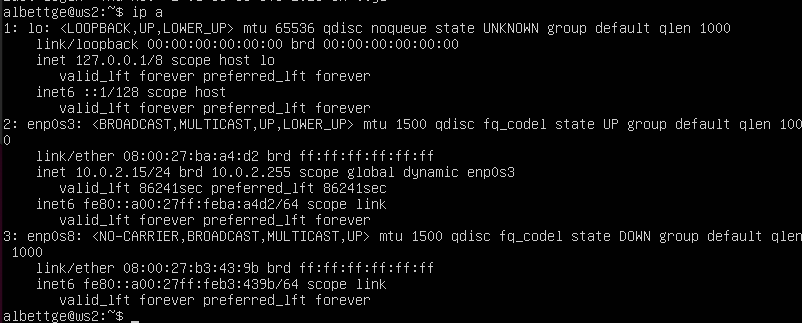 albettge@ws2:~$ ip a
1: lo: <LOOPBACK,UP,LOWER_UP> mtu 65536 qdisc noqueue state UNKNOWN group default qlen 1000
    link/loopback 00:00:00:00:00:00 brd 00:00:00:00:00:00
    inet 127.0.0.1/8 scope host lo
       valid_lft forever preferred_lft forever
    inet6 ::1/128 scope host
       valid_lft forever preferred_lft forever
2: enp0s3: <BROADCAST,MULTICAST,UP,LOWER_UP> mtu 1500 qdisc fq_codel state UP group default qlen 100
0
    link/ether 08:00:27:ba:a4:d2 brd ff:ff:ff:ff:ff:ff
    inet 10.0.2.15/24 brd 10.0.2.255 scope global dynamic enp0s3
       valid_lft 86241sec preferred_lft 86241sec
    inet6 fe80::a00:27ff:feba:a4d2/64 scope link
       valid_lft forever preferred_lft forever
3: enp0s8: <NO-CARRIER,BROADCAST,MULTICAST,UP> mtu 1500 qdisc fq_codel state DOWN group default qlen
 1000
    link/ether 08:00:27:b3:43:9b brd ff:ff:ff:ff:ff:ff
    inet6 fe80::a00:27ff:feb3:439b/64 scope link
       valid_lft forever preferred_lft forever
albettge@ws2:~$ _